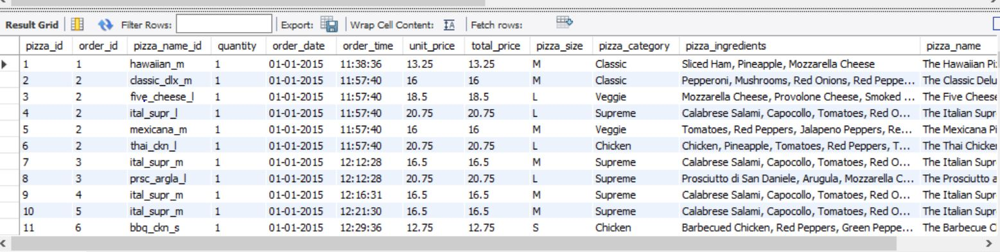 Result Grid Filter Rows: Export: Wrap Cell Content: Fetch rows:
pizza_id order_id pizza_name_id quantity order_date order_time unit_price total_price pizza_size pizza_category pizza_ingredients pizza_name
1 1 hawaiian_m 1 01-01-2015 11:38:36 13.25 13.25 M Classic Sliced Ham, Pineapple, Mozzarella Cheese The Hawaiian Pi
2 2 classic_dlx_m 1 01-01-2015 11:57:40 16 16 M Classic Pepperoni, Mushrooms, Red Onions, Red Peppe... The Classic Delu
3 2 five_cheese_l 1 01-01-2015 11:57:40 18.5 18.5 L Veggie Mozzarella Cheese, Provolone Cheese, Smoked ... The Five Cheese
4 2 ital_supr_l 1 01-01-2015 11:57:40 20.75 20.75 L Supreme Calabrese Salami, Capocollo, Tomatoes, Red O... The Italian Supr
5 2 mexicana_m 1 01-01-2015 11:57:40 16 16 M Veggie Tomatoes, Red Peppers, Jalapeno Peppers, Re... The Mexicana Pi
6 2 thai_ckn_l 1 01-01-2015 11:57:40 20.75 20.75 L Chicken Chicken, Pineapple, Tomatoes, Red Peppers, T... The Thai Chicken
7 3 ital_supr_m 1 01-01-2015 12:12:28 16.5 16.5 M Supreme Calabrese Salami, Capocollo, Tomatoes, Red O... The Italian Supr
8 3 prsc_argla_l 1 01-01-2015 12:12:28 20.75 20.75 L Supreme Prosciutto di San Daniele, Arugula, Mozzarella C... The Prosciutto a
9 4 ital_supr_m 1 01-01-2015 12:16:31 16.5 16.5 M Supreme Calabrese Salami, Capocollo, Tomatoes, Red O... The Italian Supr
10 5 ital_supr_m 1 01-01-2015 12:21:30 16.5 16.5 M Supreme Calabrese Salami, Capocollo, Tomatoes, Red O... The Italian Supr
11 6 bbq_ckn_s 1 01-01-2015 12:29:36 12.75 12.75 S Chicken Barbecued Chicken, Red Peppers, Green Peppe... The Barbecue C